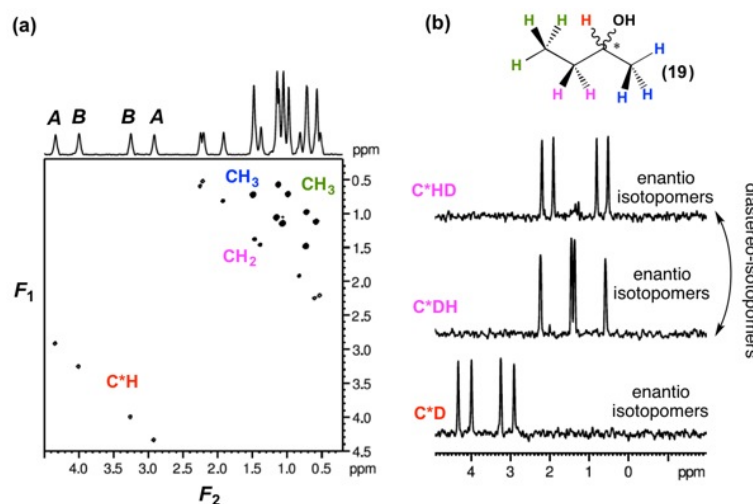 (a)
A B B A
ppm
CH3 CH3
CH2
C*H
F1
0.5
1.0
1.5
2.0
2.5
3.0
3.5
4.0
4.5
4.5 4.0 3.5 3.0 2.5 2.0 1.5 1.0 0.5 ppm
F2
(b)
H OH
H H
H * H
H (19)
H H H H
C*HD
enantio
isotopomers
C*DH
enantio
isotopomers
C*D
enantio
isotopomers
diastereo-isotopomers
4 3 2 1 0 ppm